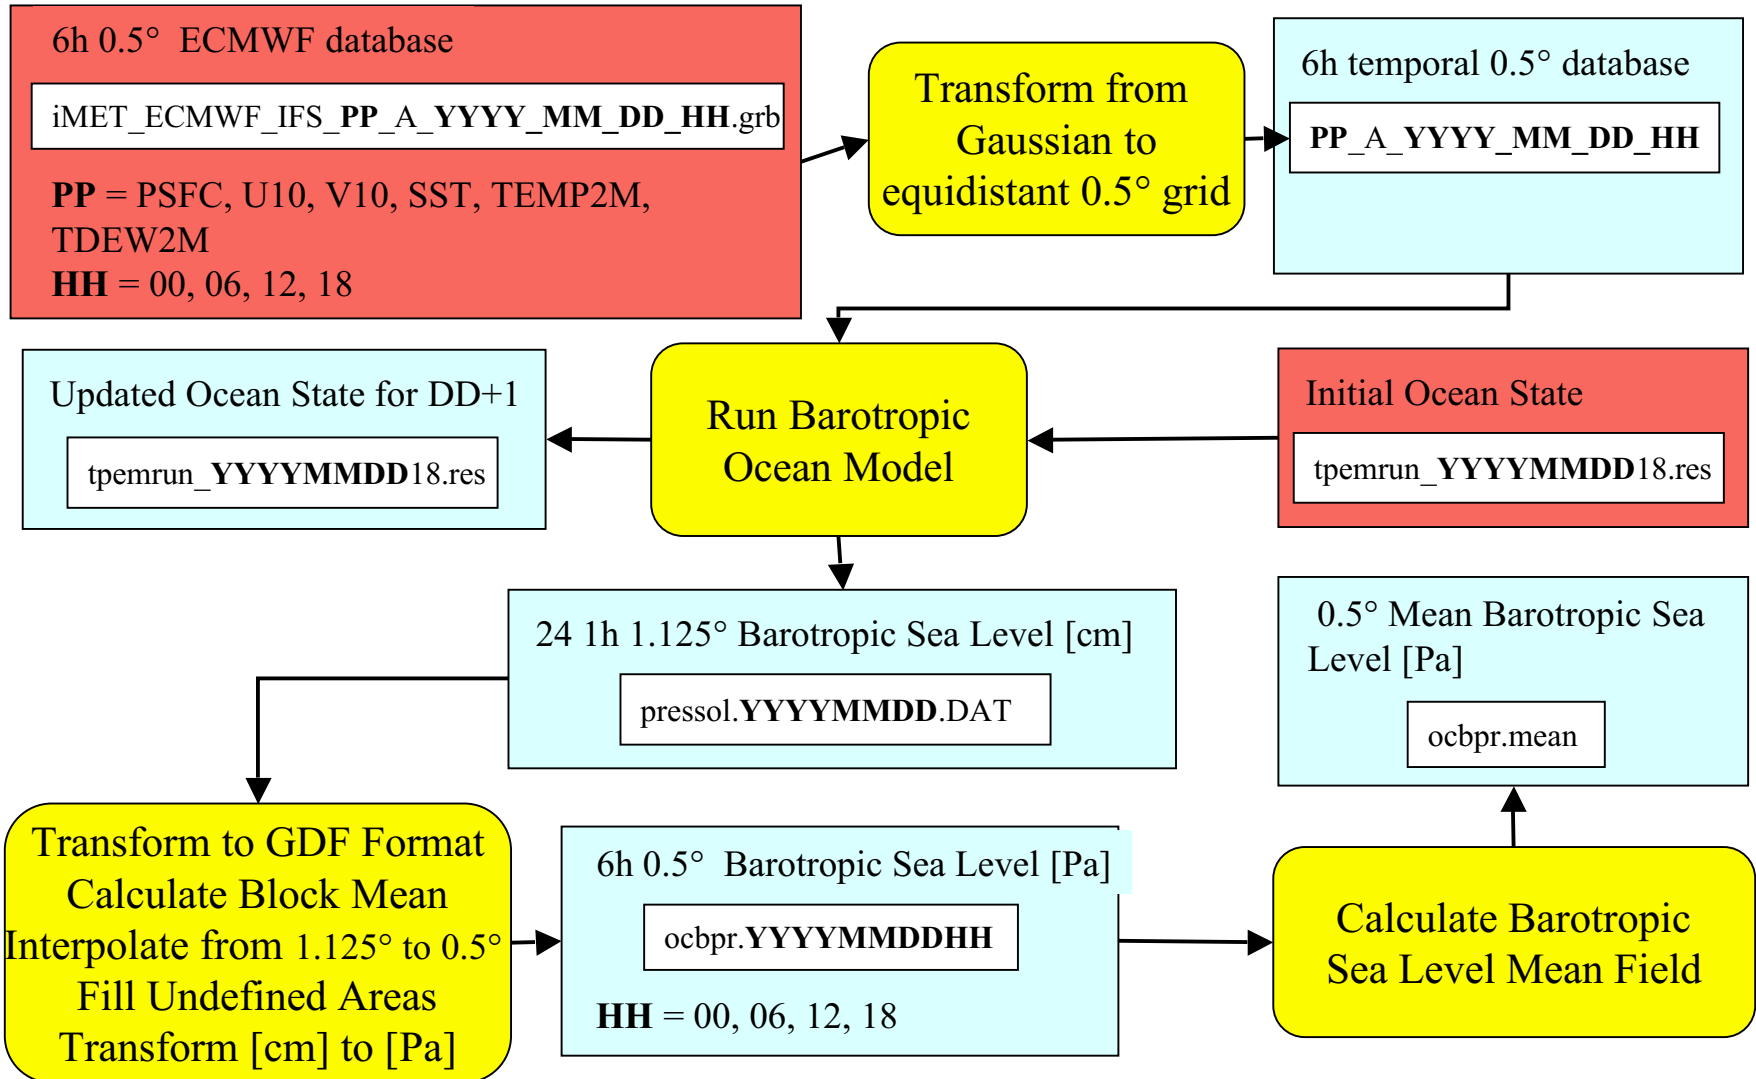 6h 0.5° ECMWF database
iMET_ECMWF_IFS_PP_A_YYYY_MM_DD_HH.grb
PP = PSFC, U10, V10, SST, TEMP2M,
TDEW2M
HH = 00, 06, 12, 18
Transform from
Gaussian to
equidistant 0.5° grid
6h temporal 0.5° database
PP_A_YYYY_MM_DD_HH
Updated Ocean State for DD+1
tpemrun_YYYYMMDD18.res
Run Barotropic
Ocean Model
Initial Ocean State
tpemrun_YYYYMMDD18.res
24 1h 1.125° Barotropic Sea Level [cm]
pressol.YYYYMMDD.DAT
0.5° Mean Barotropic Sea
Level [Pa]
ocbpr.mean
Transform to GDF Format
Calculate Block Mean
Interpolate from 1.125° to 0.5°
Fill Undefined Areas
Transform [cm] to [Pa]
6h 0.5° Barotropic Sea Level [Pa]
ocbpr.YYYYMMDDHH
HH = 00, 06, 12, 18
Calculate Barotropic
Sea Level Mean Field